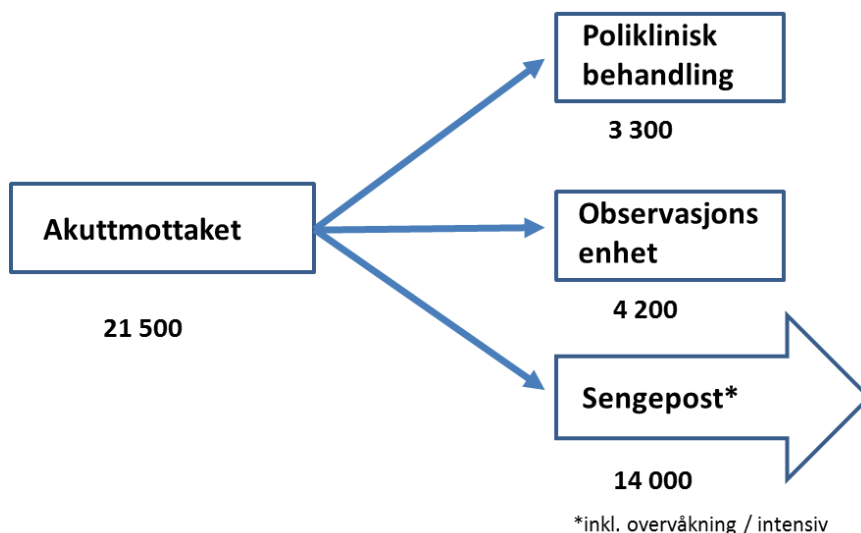 Poliklinisk
behandling
3 300
Akuttmottaket
21 500
Observasjons
enhet
4 200
Sengepost*
14 000
*inkl. overvåkning / intensiv